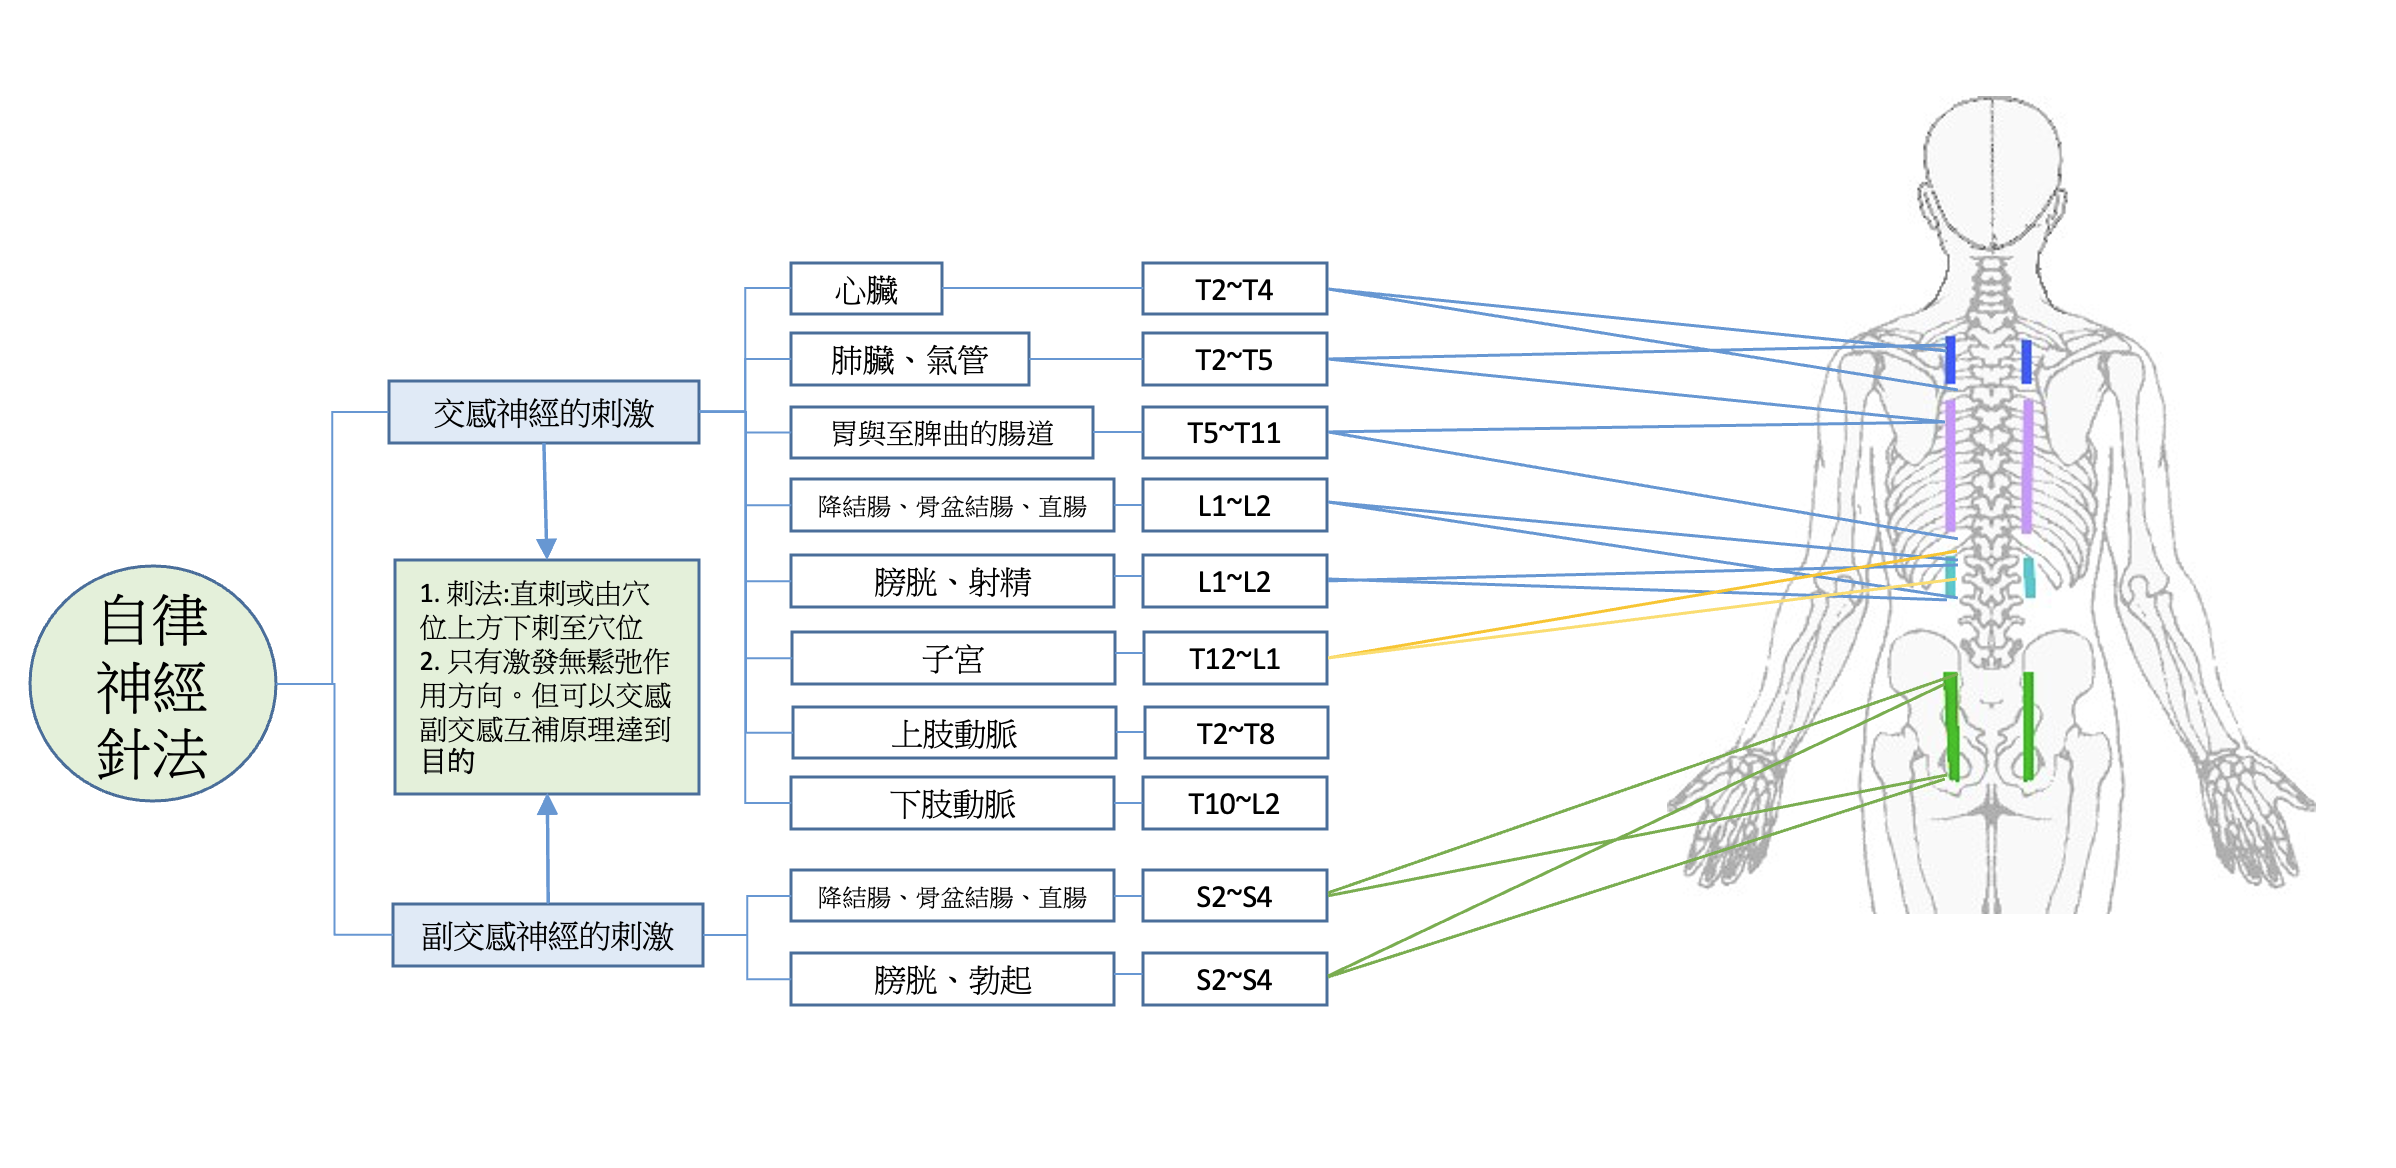 自律
神經
針法
交感神經的刺激
1. 刺法:直刺或由穴
位上方下刺至穴位
2. 只有激發無鬆弛作
用方向。但可以交感
副交感互補原理達到
目的
副交感神經的刺激
心臟
T2~T4
肺臟、氣管
T2~T5
胃與至脾曲的腸道
T5~T11
降結腸、骨盆結腸、直腸
L1~L2
膀胱、射精
L1~L2
子宮
T12~L1
上肢動脈
T2~T8
下肢動脈
T10~L2
降結腸、骨盆結腸、直腸
S2~S4
膀胱、勃起
S2~S4